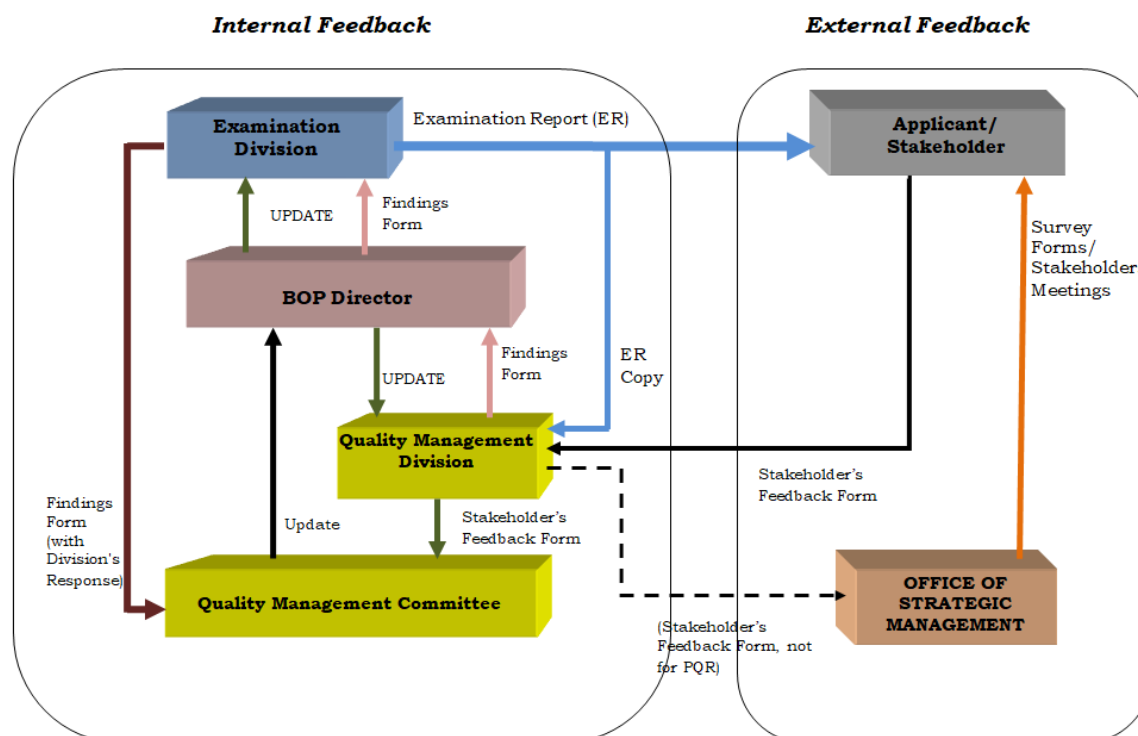 Internal Feedback
External Feedback
Examination
Division
Examination Report (ER)
Applicant/
Stakeholder
UPDATE
Findings
Form
Survey
Forms/
Stakeholder
Meetings
BOP Director
UPDATE
Findings
Form
ER
Copy
Quality Management
Division
Stakeholder's
Feedback Form
Findings
Form
(with
Division's
Response)
Update
Stakeholder's
Feedback Form
Quality Management Committee
OFFICE OF
STRATEGIC
MANAGEMENT
(Stakeholder's
Feedback Form, not
for PQR)